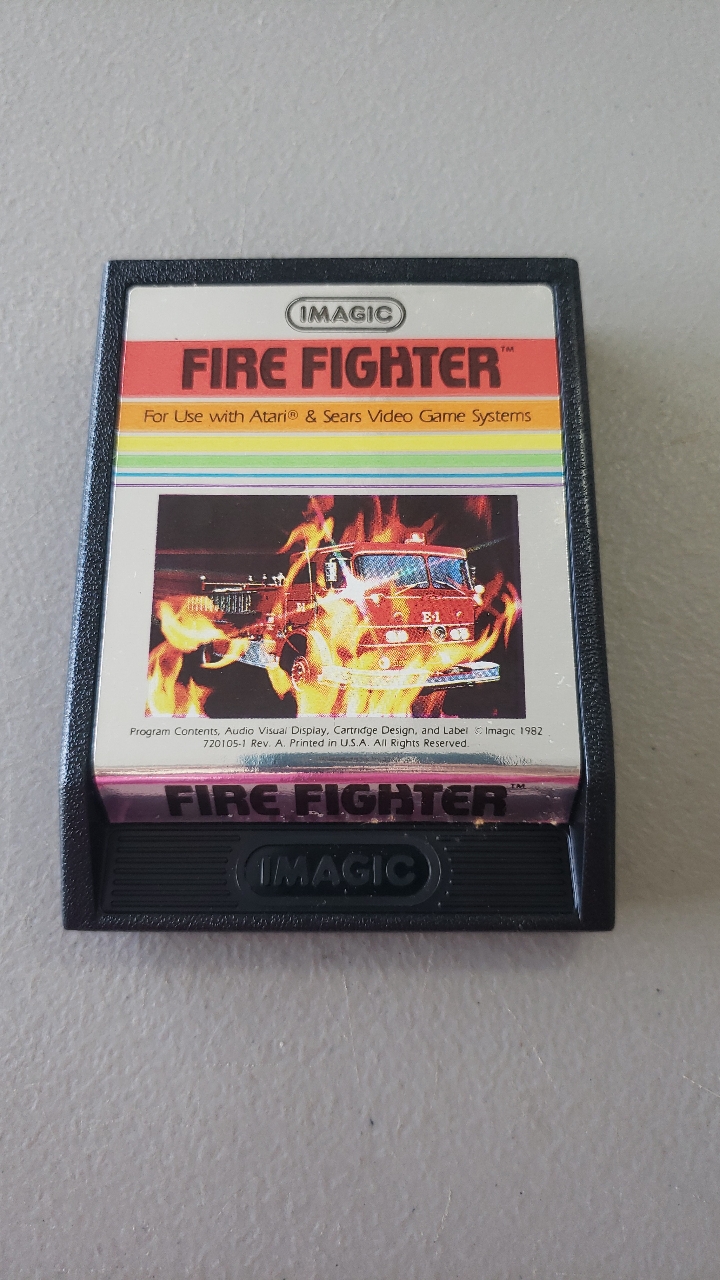 IMAGIC
FIRE FIGHTER™
For Use with Atari® & Sears Video Game Systems
E-1
Program Contents, Audio Visual Display, Cartridge Design, and Label © Imagic 1982
720105-1 Rev. A. Printed in U.S.A. All Rights Reserved.
FIRE FIGHTER™
IMAGIC